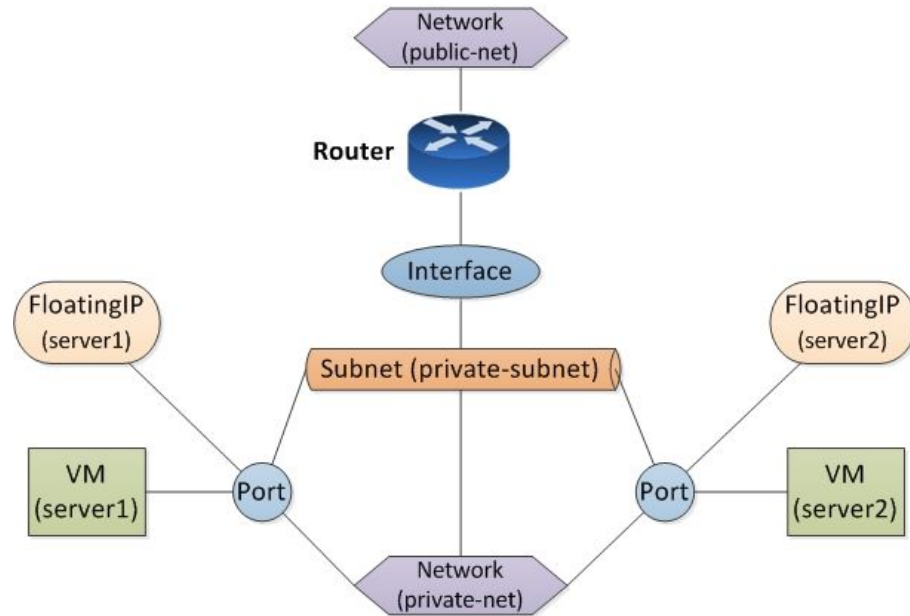 Network
(public-net)
Router
Interface
FloatingIP
(server1)
FloatingIP
(server2)
Subnet (private-subnet)
VM
(server1)
Port
Port
VM
(server2)
Network
(private-net)